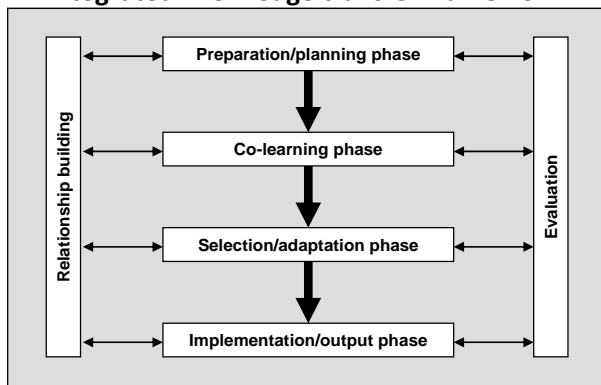 Preparation/planning phase
Co-learning phase
Selection/adaptation phase
Implementation/output phase
Relationship building
Evaluation